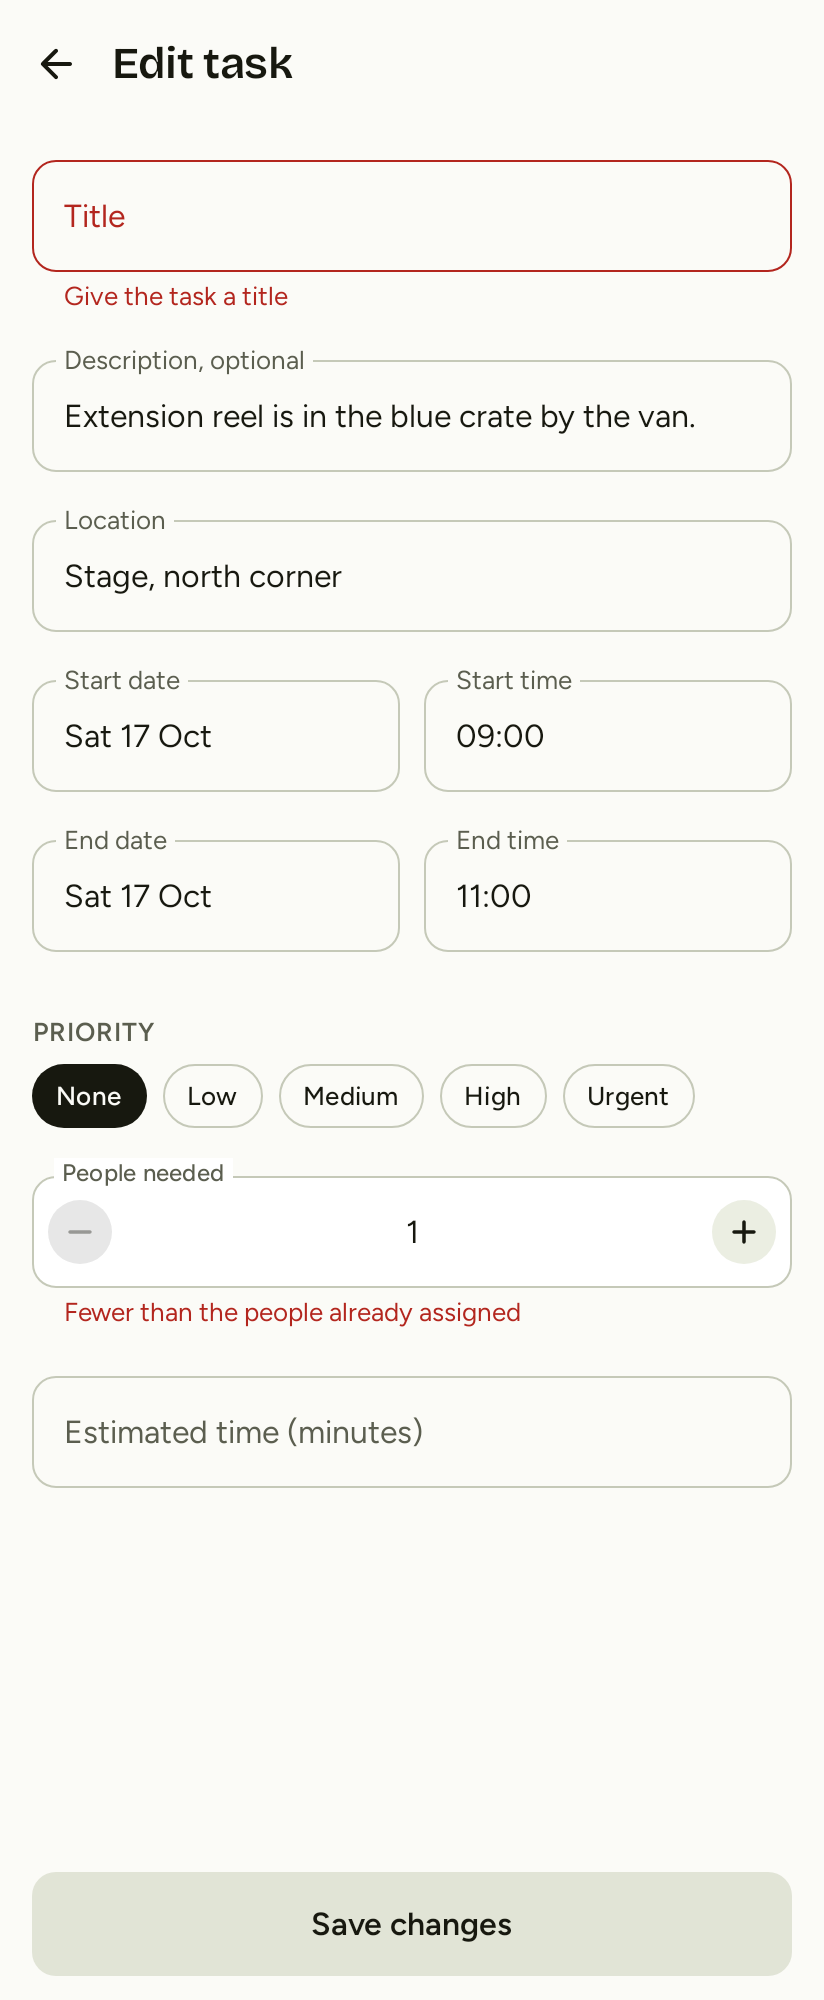 Edit task
Title
Give the task a title
Description, optional
Extension reel is in the blue crate by the van.
Location
Stage, north corner
Start date
Sat 17 Oct
Start time
09:00
End date
Sat 17 Oct
End time
11:00
PRIORITY
None
Low
Medium
High
Urgent
People needed
1
Fewer than the people already assigned
Estimated time (minutes)
Save changes